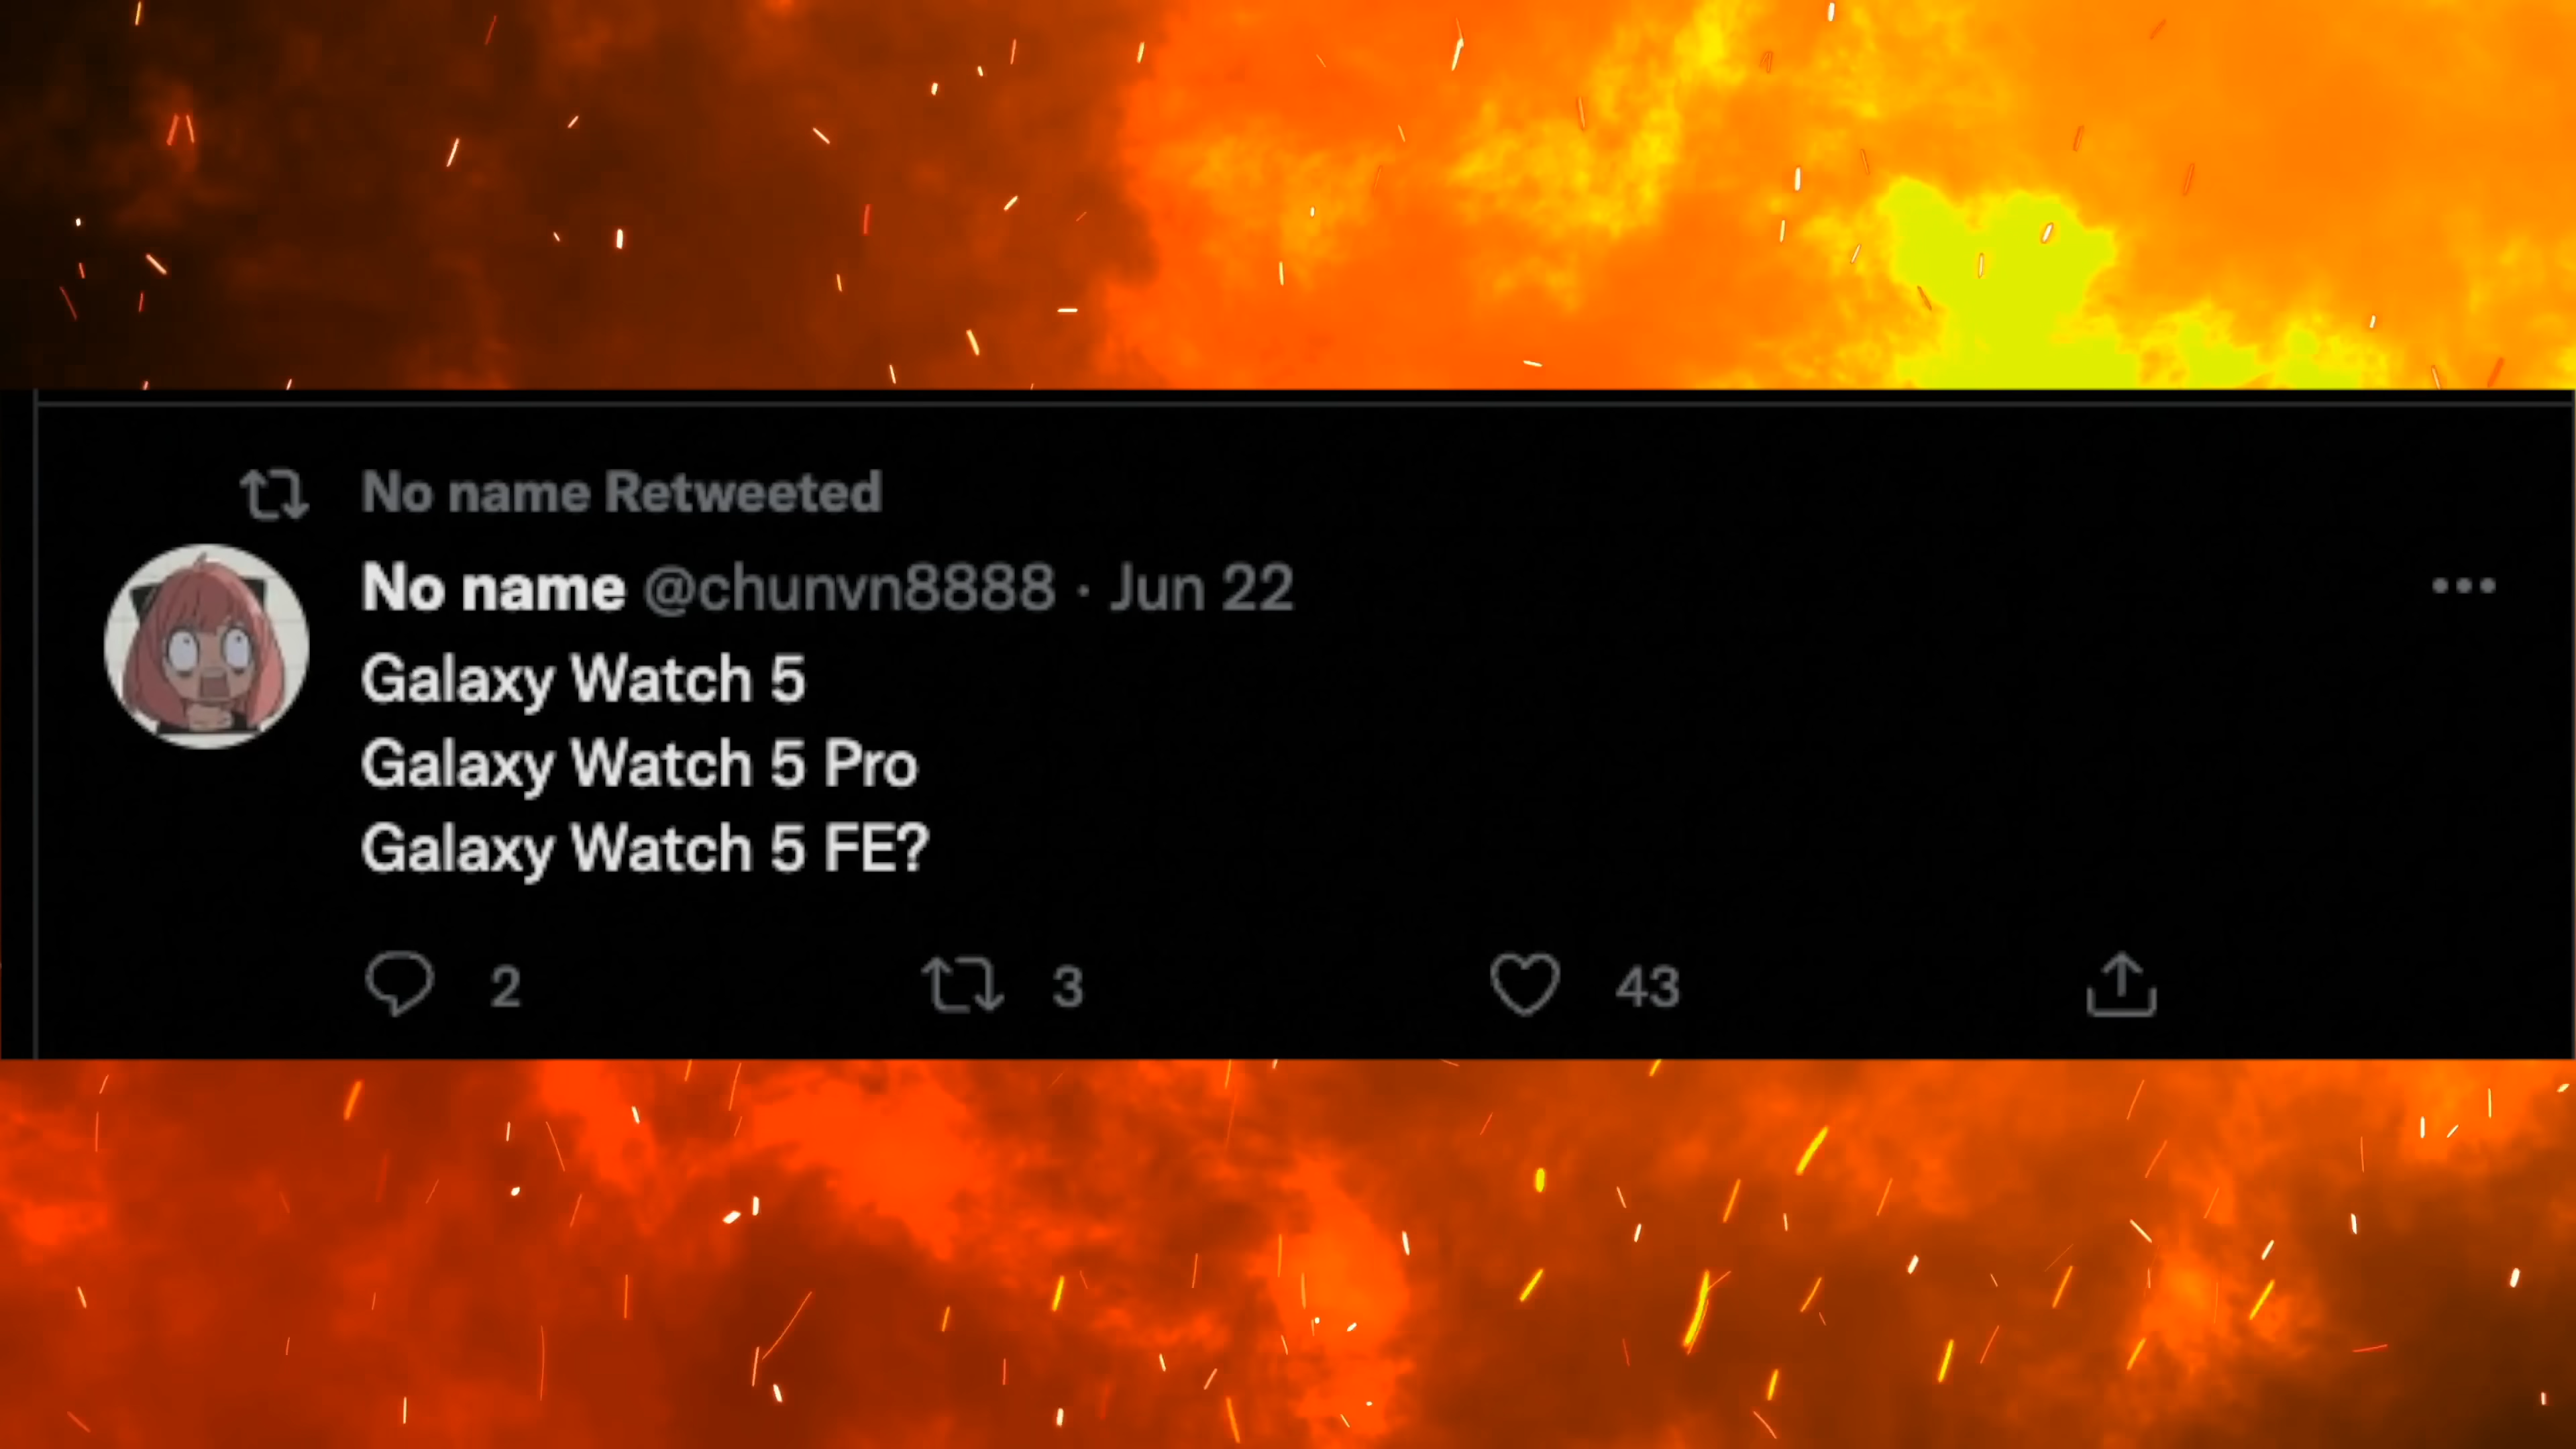 No name Retweeted
No name @chunvn8888 · Jun 22
Galaxy Watch 5
Galaxy Watch 5 Pro
Galaxy Watch 5 FE?
2 3 43